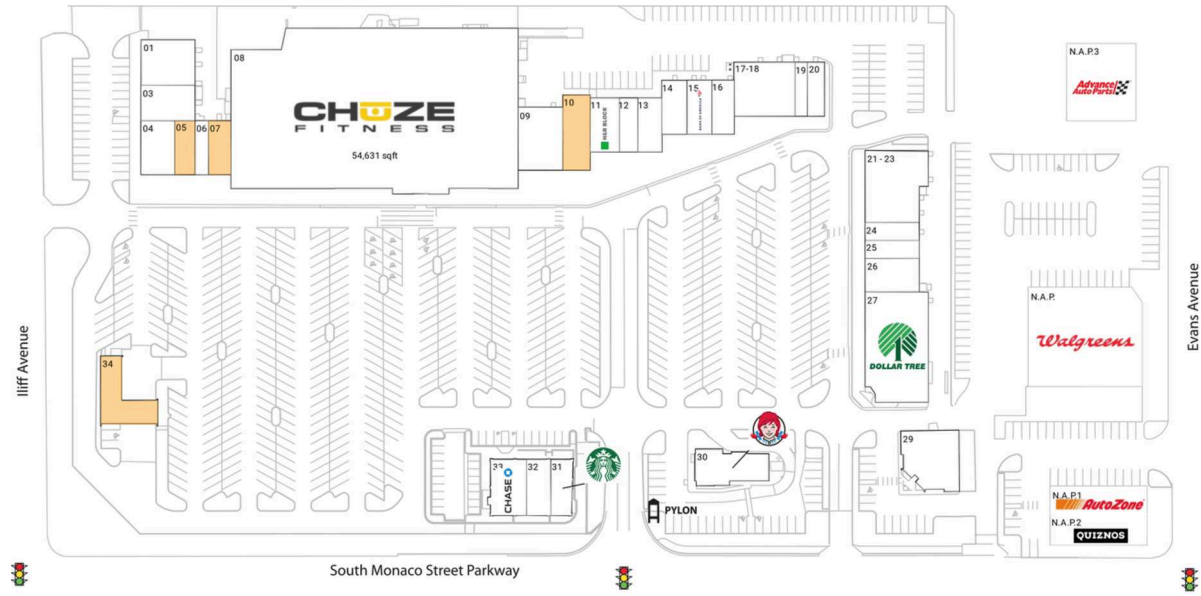 01
03
04
05
06
07
08
CHUZE
FITNESS
54,631 sqft
09
10
11
H&R BLOCK
12
13
14
15
BANK OF AMERICA
16
17-18
19
20
N.A.P.3
Advance
Auto Parts
21 - 23
24
25
26
27
DOLLAR TREE
N.A.P.
Walgreens
Iliff Avenue
Evans Avenue
34
33
CHASE
32
31
30
29
PYLON
N.A.P.1
AutoZone
N.A.P.2
QUIZNOS
South Monaco Street Parkway